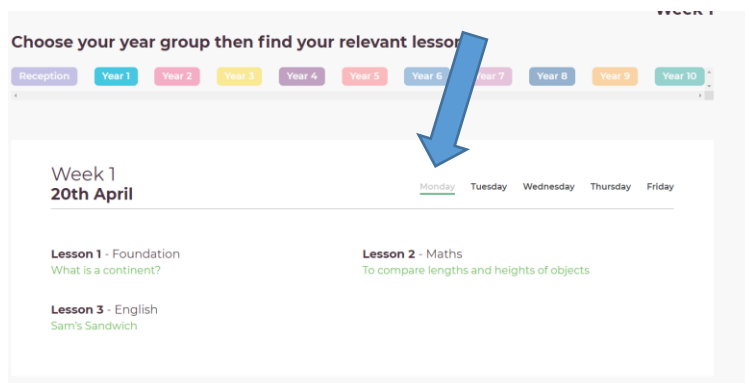 Choose your year group then find your relevant lesson
Reception Year 1 Year 2 Year 3 Year 4 Year 5 Year 6 Year 7 Year 8 Year 9 Year 10
Week 1
20th April
Monday Tuesday Wednesday Thursday Friday
Lesson 1 - Foundation
What is a continent?
Lesson 2 - Maths
To compare lengths and heights of objects
Lesson 3 - English
Sam's Sandwich